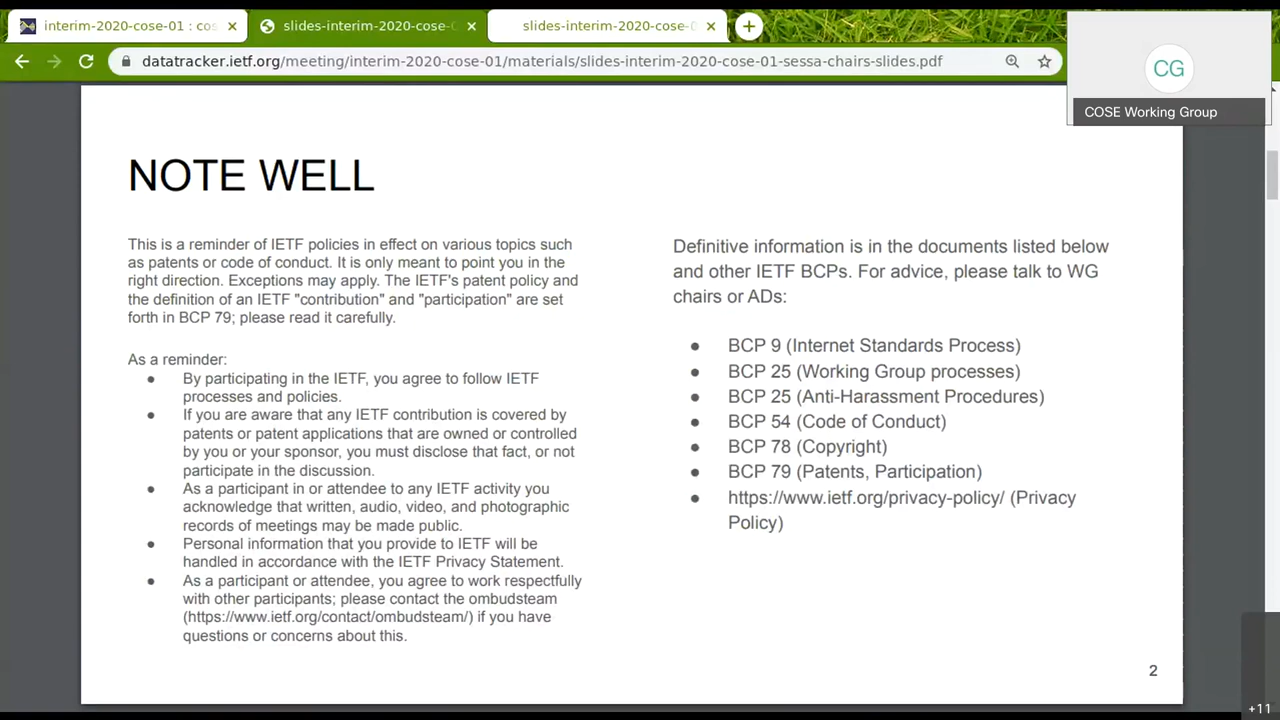 interim-2020-cose-01 : cos
slides-interim-2020-cose-
slides-interim-2020-cose-
datatracker.ietf.org/meeting/interim-2020-cose-01/materials/slides-interim-2020-cose-01-sessa-chairs-slides.pdf
CG
COSE Working Group
NOTE WELL
This is a reminder of IETF policies in effect on various topics such
as patents or code of conduct. It is only meant to point you in the
right direction. Exceptions may apply. The IETF's patent policy and
the definition of an IETF "contribution" and "participation" are set
forth in BCP 79; please read it carefully.
As a reminder:
● By participating in the IETF, you agree to follow IETF
processes and policies.
● If you are aware that any IETF contribution is covered by
patents or patent applications that are owned or controlled
by you or your sponsor, you must disclose that fact, or not
participate in the discussion.
● As a participant in or attendee to any IETF activity you
acknowledge that written, audio, video, and photographic
records of meetings may be made public.
● Personal information that you provide to IETF will be
handled in accordance with the IETF Privacy Statement.
● As a participant or attendee, you agree to work respectfully
with other participants; please contact the ombudsteam
(https://www.ietf.org/contact/ombudsteam/) if you have
questions or concerns about this.
Definitive information is in the documents listed below
and other IETF BCPs. For advice, please talk to WG
chairs or ADs:
● BCP 9 (Internet Standards Process)
● BCP 25 (Working Group processes)
● BCP 25 (Anti-Harassment Procedures)
● BCP 54 (Code of Conduct)
● BCP 78 (Copyright)
● BCP 79 (Patents, Participation)
● https://www.ietf.org/privacy-policy/ (Privacy
Policy)
2
+11